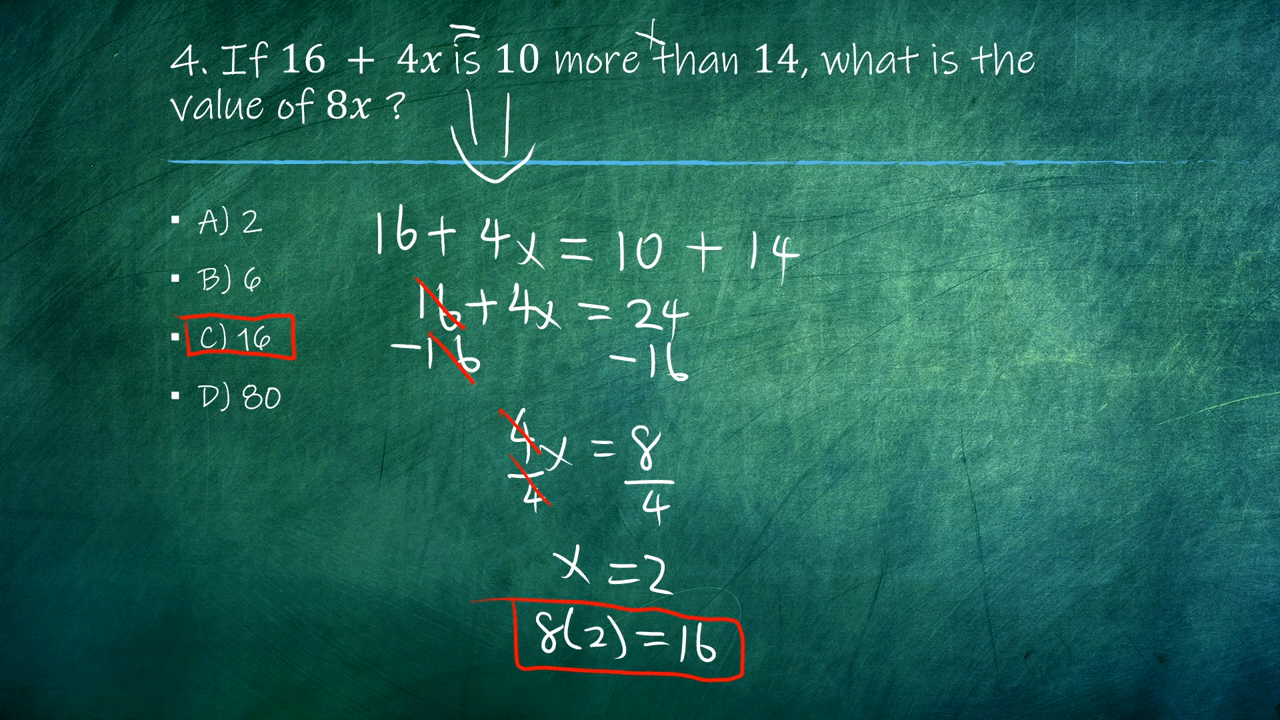 4. If 16 + 4x is 10 more than 14, what is the
value of 8x ?
=
+
▪ A) 2
▪ B) 6
▪ C) 16
▪ D) 80
16 + 4x = 10 + 14
16 + 4x = 24
-16 -16
4x = 8
4 4
x = 2
8(2) = 16